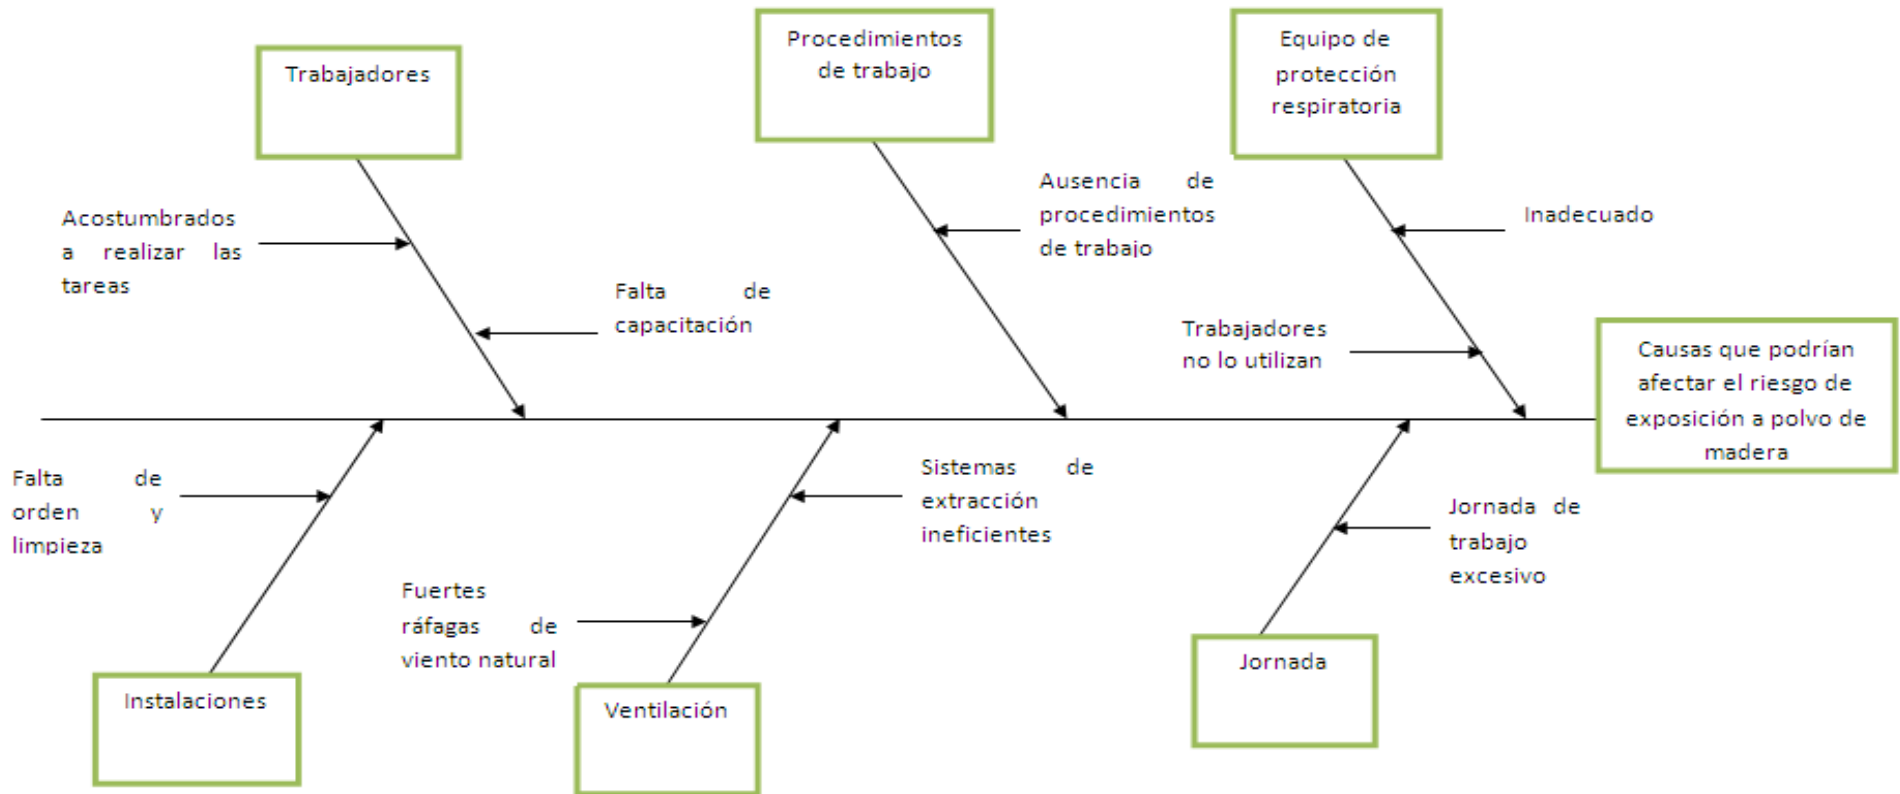 Trabajadores
Procedimientos
de trabajo
Equipo de
protección
respiratoria
Acostumbrados
a realizar las
tareas
Falta de
capacitación
Ausencia de
procedimientos
de trabajo
Inadecuado
Trabajadores
no lo utilizan
Causas que podrían
afectar el riesgo de
exposición a polvo de
madera
Falta de
orden y
limpieza
Fuertes
ráfagas de
viento natural
Sistemas de
extracción
ineficientes
Jornada de
trabajo
excesivo
Instalaciones
Ventilación
Jornada